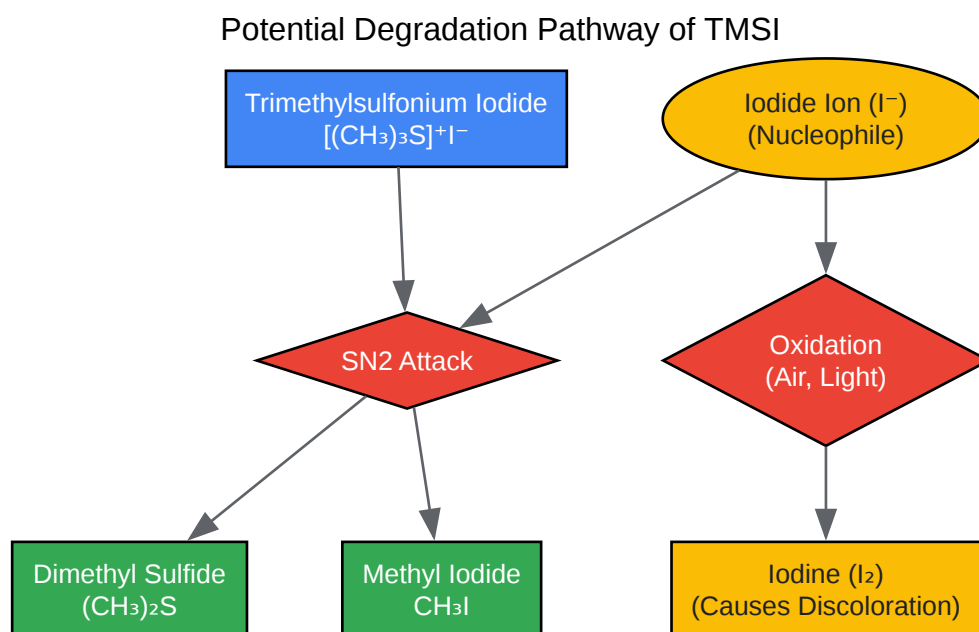 Potential Degradation Pathway of TMSI
Trimethylsulfonium Iodide
[(CH₃)₃S]⁺I⁻
Iodide Ion (I⁻)
(Nucleophile)
SN2 Attack
Oxidation
(Air, Light)
Dimethyl Sulfide
(CH₃)₂S
Methyl Iodide
CH₃I
Iodine (I₂)
(Causes Discoloration)